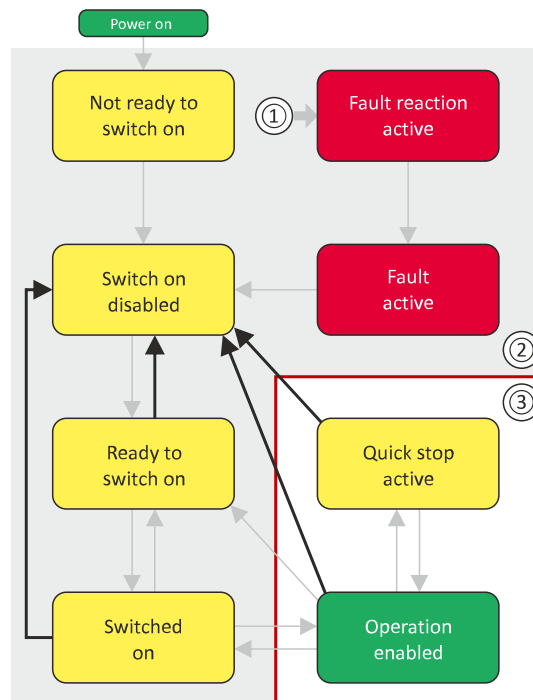 Power on
Not ready to
switch on
①
Fault reaction
active
Switch on
disabled
Fault
active
②
③
Ready to
switch on
Quick stop
active
Switched
on
Operation
enabled